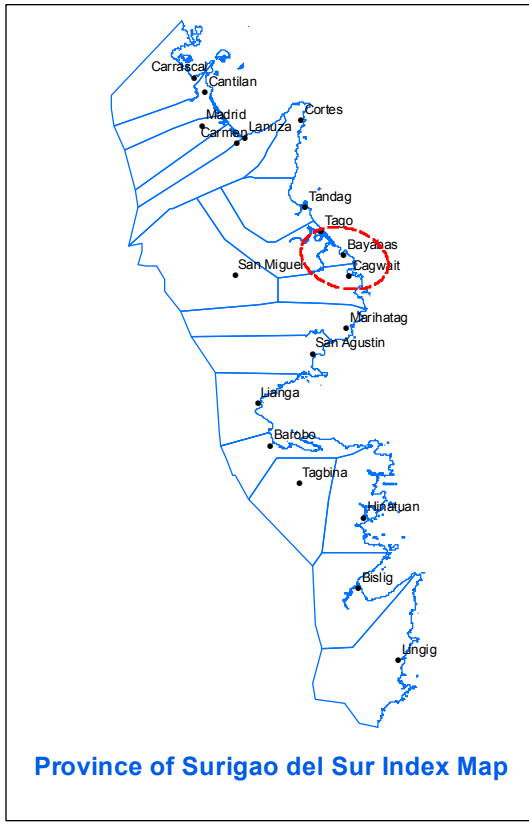 Carrascal
Cantilan
Cortes
Madrid
Lanuza
Carmen
Tandag
Tago
Bayabas
San Miguel
Cagwait
Marihatag
San Agustin
Lianga
Barobo
Tagbina
Hinatuan
Bislig
Lingig
Province of Surigao del Sur Index Map